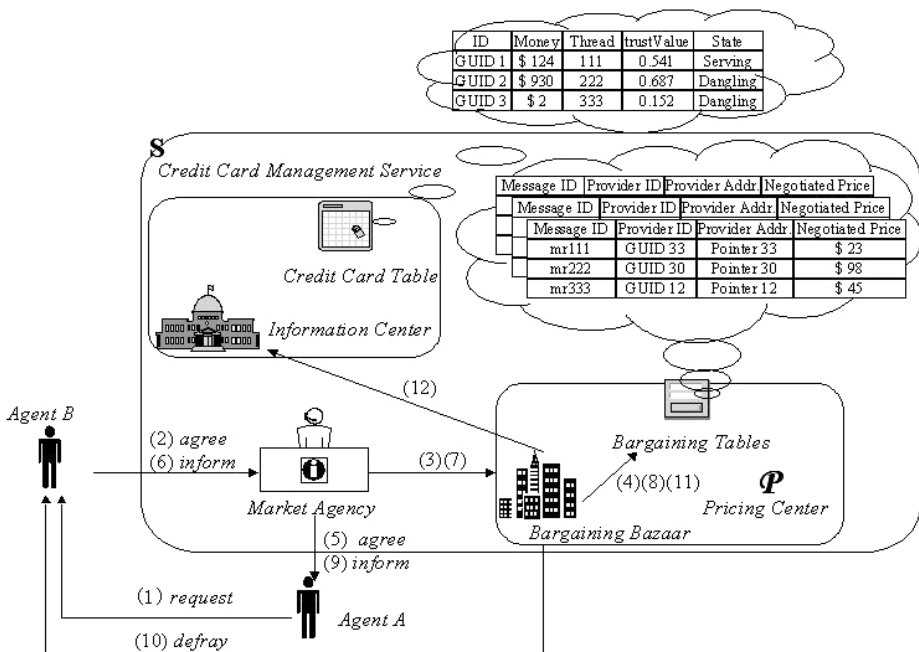 ID Money Thread trustValue State
GUID 1 $ 124 111 0.541 Serving
GUID 2 $ 930 222 0.687 Dangling
GUID 3 $ 2 333 0.152 Dangling
S
Credit Card Management Service
Message ID Provider ID Provider Addr. Negotiated Price
Message ID Provider ID Provider Addr. Negotiated Price
Message ID Provider ID Provider Addr. Negotiated Price
mr111 GUID 33 Pointer 33 $ 23
mr222 GUID 30 Pointer 30 $ 98
mr333 GUID 12 Pointer 12 $ 45
Credit Card Table
Information Center
(12)
Agent B
(2) agree
(6) inform
(3)(7)
Market Agency
Bargaining Tables
(4)(8)(11)
P
Pricing Center
Bargaining Bazaar
(5) agree
(9) inform
(1) request
Agent A
(10) defray